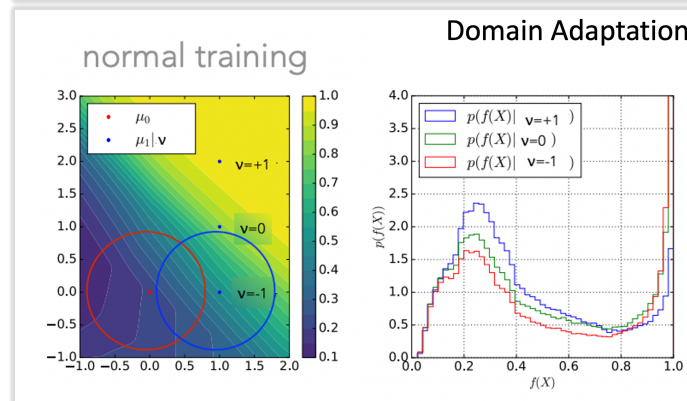 Domain Adaptation
normal training
3.0
2.5
2.0
1.5
1.0
0.5
0.0
−0.5
−1.0
−1.0 −0.5 0.0 0.5 1.0 1.5 2.0
μ₀
μ₁|ν
ν=+1
ν=0
ν=-1
1.0
0.9
0.8
0.7
0.6
0.5
0.4
0.3
0.2
0.1
p(f(X))
4.0
3.5
3.0
2.5
2.0
1.5
1.0
0.5
0.0
0.0 0.2 0.4 0.6 0.8 1.0
f(X)
p(f(X)| ν=+1 )
p(f(X)| ν=0 )
p(f(X)| ν=-1 )